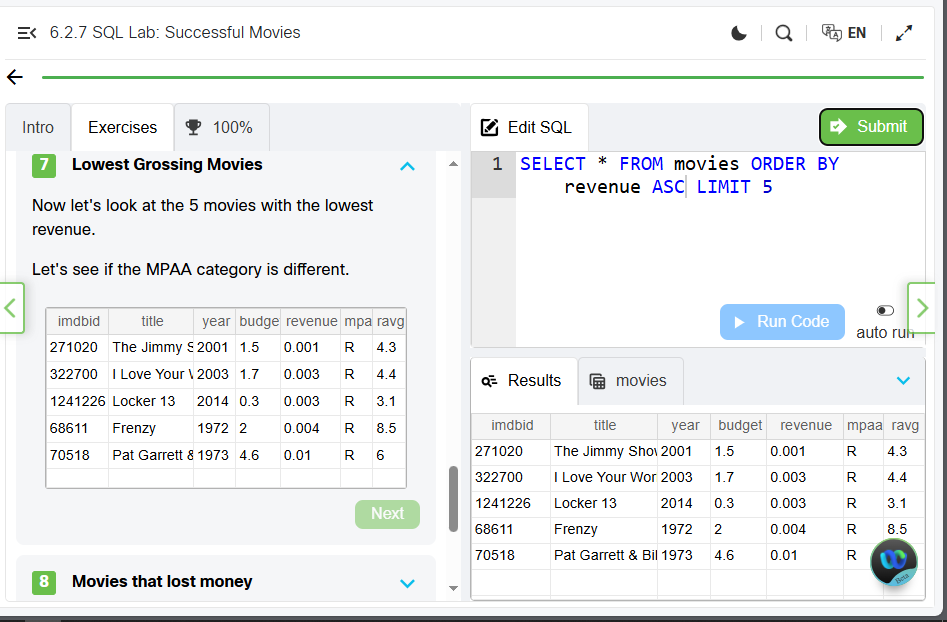 6.2.7 SQL Lab: Successful Movies
EN
Intro
Exercises
100%
7 Lowest Grossing Movies
Now let's look at the 5 movies with the lowest
revenue.
Let's see if the MPAA category is different.
imdbid title year budge revenue mpa ravg
271020 The Jimmy S 2001 1.5 0.001 R 4.3
322700 I Love Your 2003 1.7 0.003 R 4.4
1241226 Locker 13 2014 0.3 0.003 R 3.1
68611 Frenzy 1972 2 0.004 R 8.5
70518 Pat Garrett & 1973 4.6 0.01 R 6
Next
8 Movies that lost money
Edit SQL
Submit
1 SELECT * FROM movies ORDER BY
revenue ASC LIMIT 5
Run Code
auto run
Results
movies
imdbid title year budget revenue mpaa ravg
271020 The Jimmy Show 2001 1.5 0.001 R 4.3
322700 I Love Your Wor 2003 1.7 0.003 R 4.4
1241226 Locker 13 2014 0.3 0.003 R 3.1
68611 Frenzy 1972 2 0.004 R 8.5
70518 Pat Garrett & Bil 1973 4.6 0.01 R
Beta